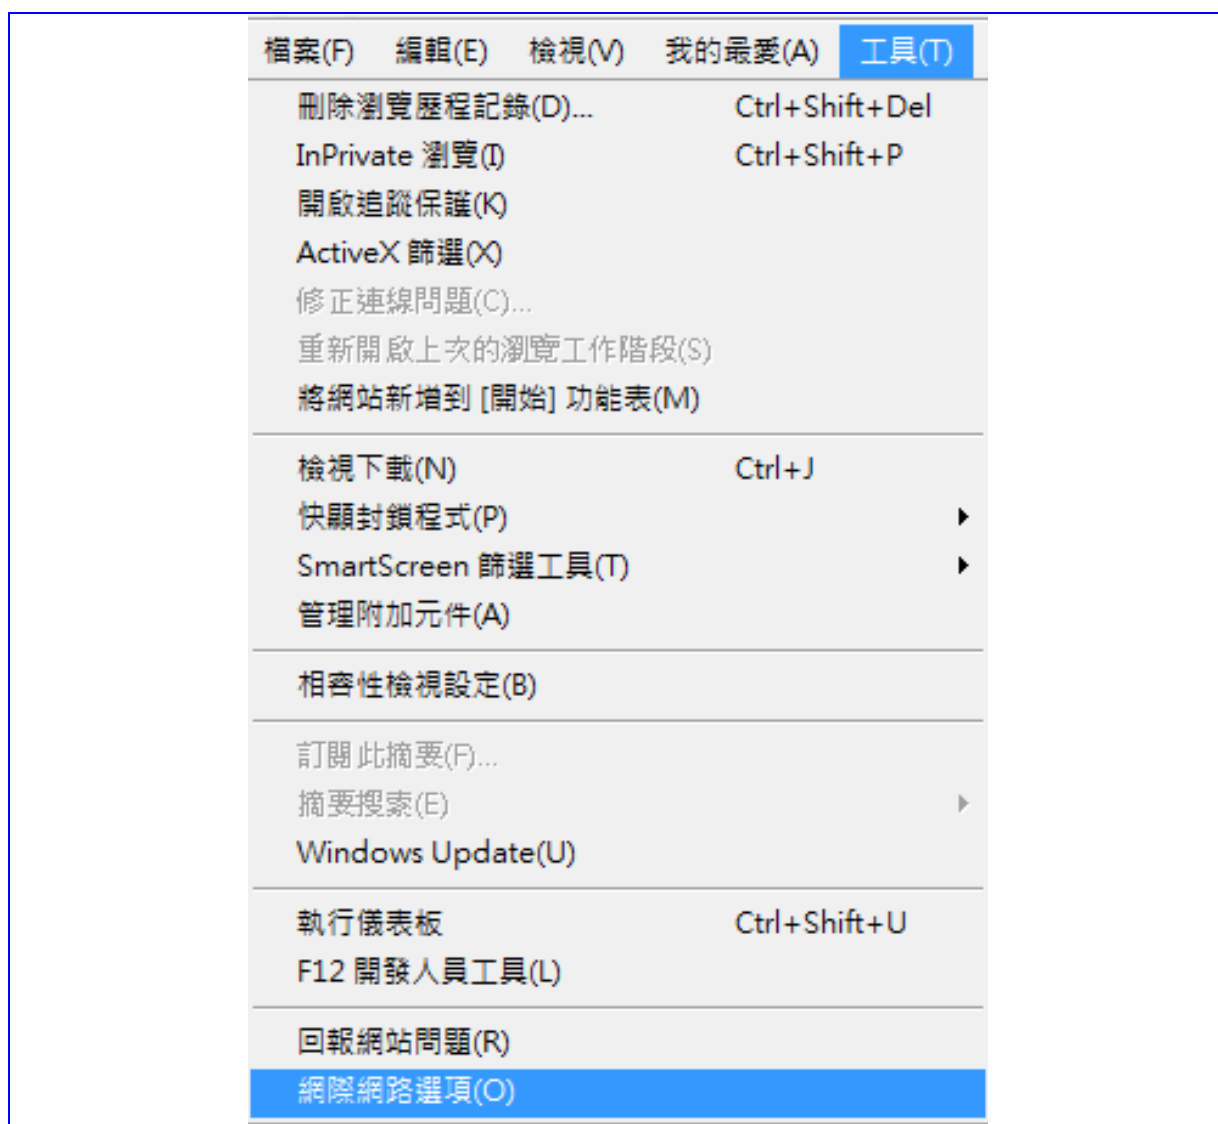 檔案(F) 編輯(E) 檢視(V) 我的最愛(A) 工具(T)
刪除瀏覽歷程記錄(D)... Ctrl+Shift+Del
InPrivate 瀏覽(I) Ctrl+Shift+P
開啟追蹤保護(K)
ActiveX 篩選(X)
修正連線問題(C)...
重新開啟上次的瀏覽工作階段(S)
將網站新增到 [開始] 功能表(M)
檢視下載(N) Ctrl+J
快顯封鎖程式(P)
SmartScreen 篩選工具(T)
管理附加元件(A)
相容性檢視設定(B)
訂閱此摘要(F)...
摘要搜索(E)
Windows Update(U)
執行儀表板 Ctrl+Shift+U
F12 開發人員工具(L)
回報網站問題(R)
網際網路選項(O)